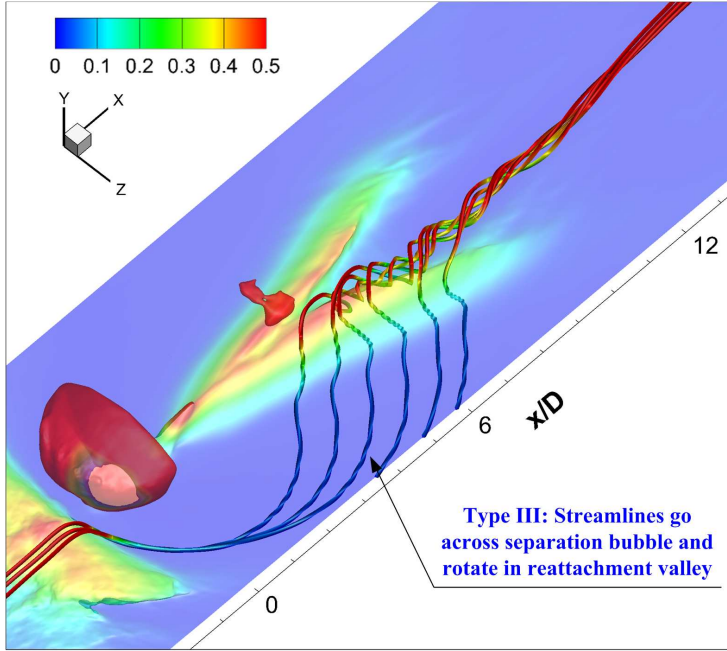 0 0.1 0.2 0.3 0.4 0.5
Y
X
Z
12
6
x/D
0
Type III: Streamlines go
across separation bubble and
rotate in reattachment valley